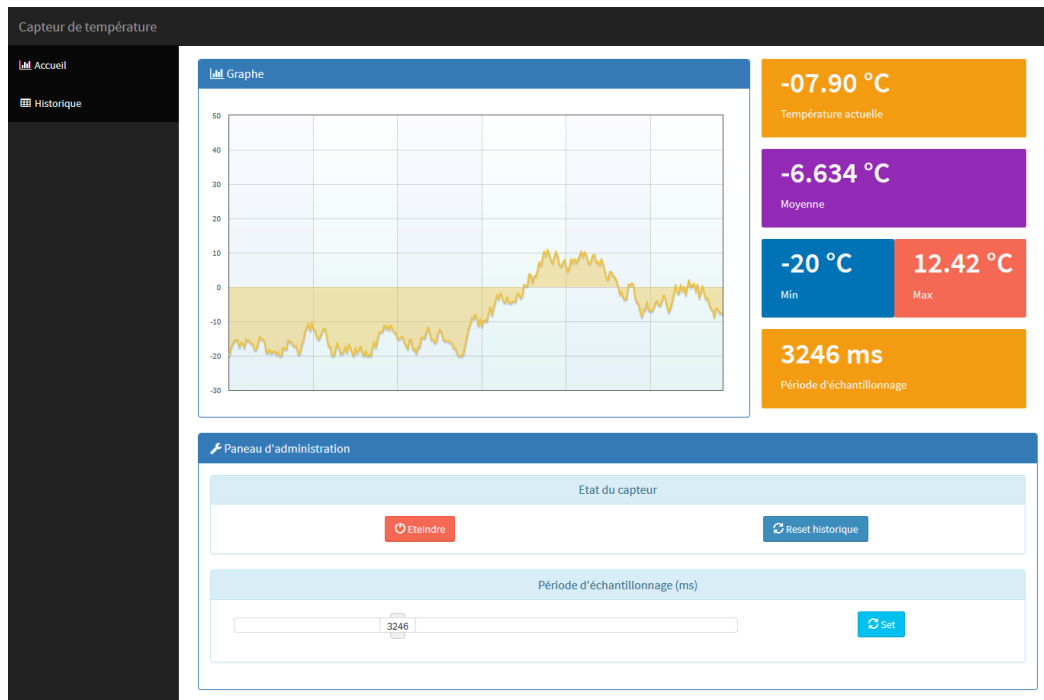 Capteur de température
Accueil
Historique
Graphe
50
40
30
20
10
0
-10
-20
-30
-07.90 °C
Température actuelle
-6.634 °C
Moyenne
-20 °C
Min
12.42 °C
Max
3246 ms
Période d'échantillonnage
Paneau d'administration
Etat du capteur
Eteindre
Reset historique
Période d'échantillonnage (ms)
3246
Set